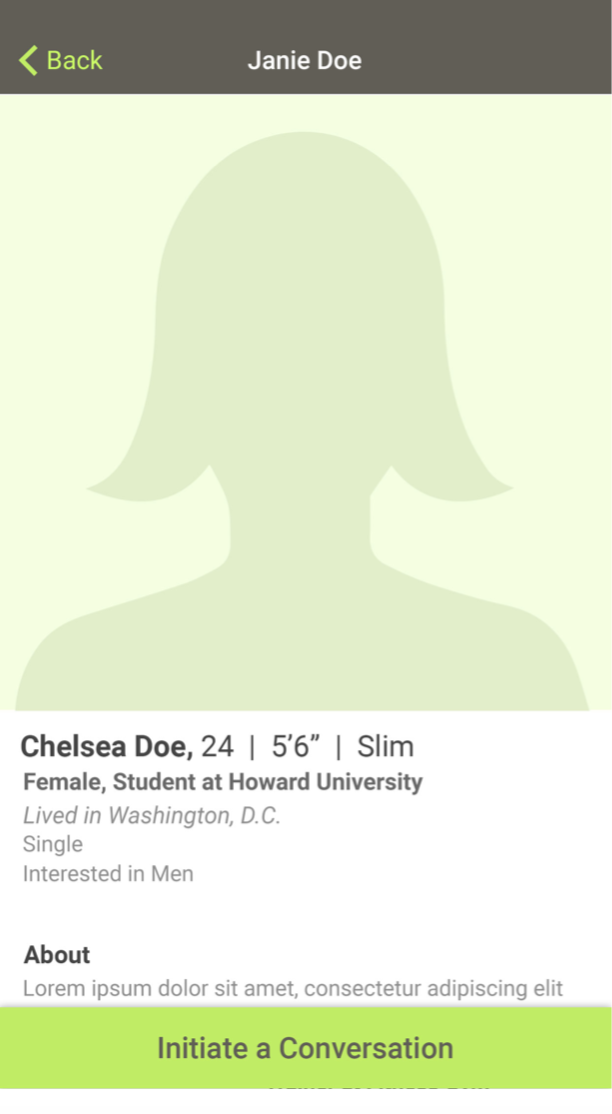 Back
Janie Doe
Chelsea Doe, 24 | 5’6” | Slim
Female, Student at Howard University
Lived in Washington, D.C.
Single
Interested in Men
About
Lorem ipsum dolor sit amet, consectetur adipiscing elit
Initiate a Conversation